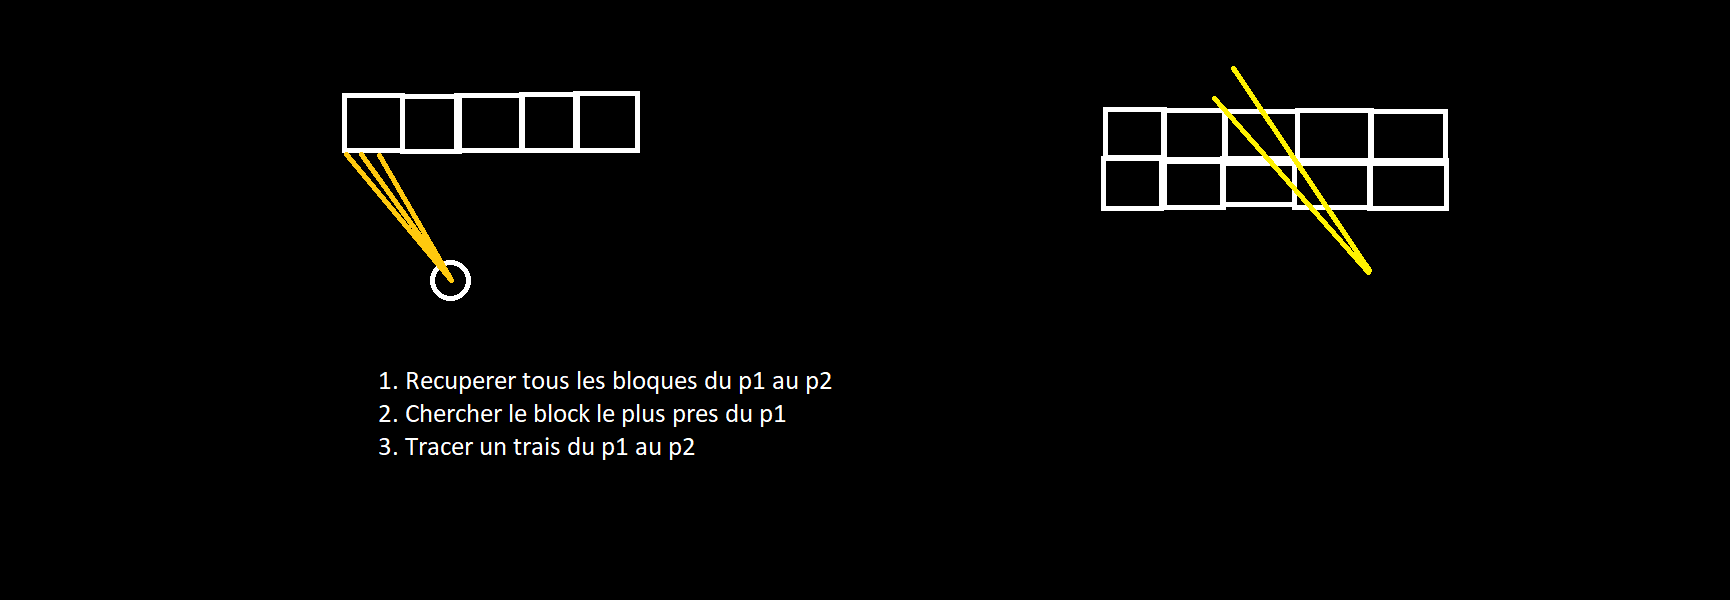 1. Recuperer tous les bloques du p1 au p2
2. Chercher le block le plus pres du p1
3. Tracer un trais du p1 au p2